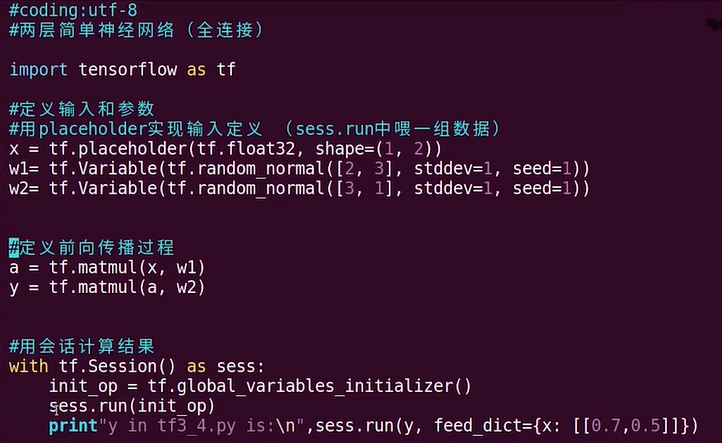 #coding:utf-8
#两层简单神经网络（全连接）
import tensorflow as tf
#定义输入和参数
#用placeholder实现输入定义 （sess.run中喂一组数据）
x = tf.placeholder(tf.float32, shape=(1, 2))
w1= tf.Variable(tf.random_normal([2, 3], stddev=1, seed=1))
w2= tf.Variable(tf.random_normal([3, 1], stddev=1, seed=1))
#定义前向传播过程
a = tf.matmul(x, w1)
y = tf.matmul(a, w2)
#用会话计算结果
with tf.Session() as sess:
    init_op = tf.global_variables_initializer()
    sess.run(init_op)
    print"y in tf3_4.py is:\n",sess.run(y, feed_dict={x: [[0.7,0.5]]})